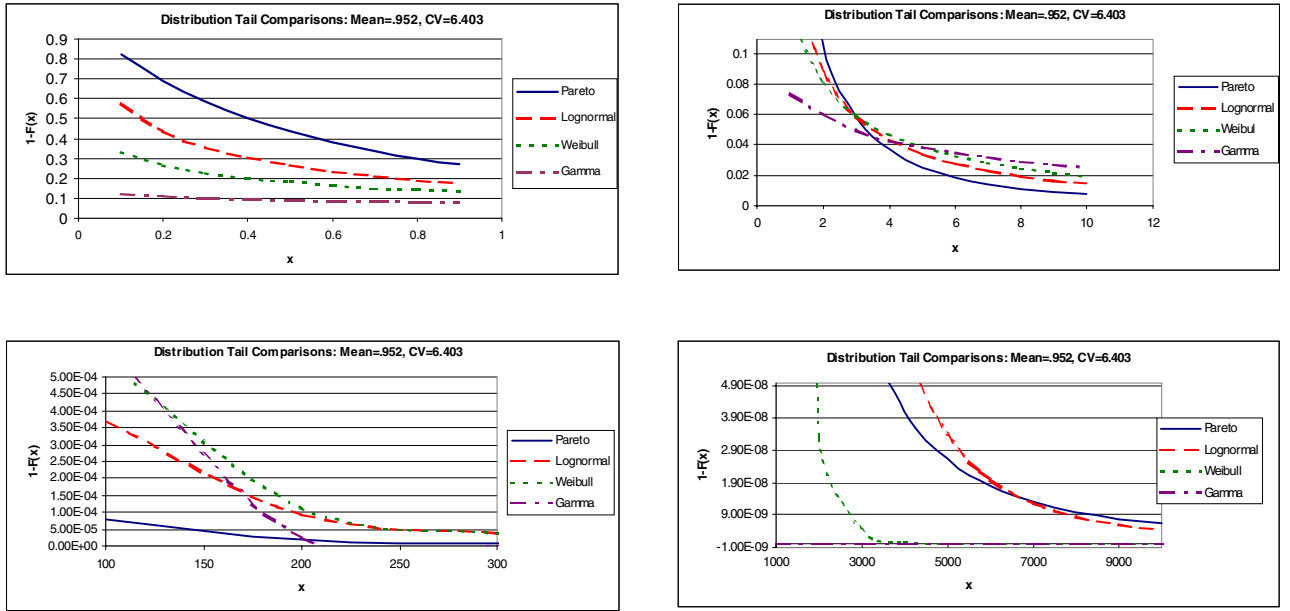 Distribution Tail Comparisons: Mean=.952, CV=6.403
0.9
0.8
0.7
0.6
0.5
0.4
0.3
0.2
0.1
0
1-F(x)
0
0.2
0.4
0.6
0.8
1
x
Pareto
Lognormal
Weibull
Gamma
Distribution Tail Comparisons: Mean=.952, CV=6.403
0.1
0.08
0.06
0.04
0.02
0
1-F(x)
0
2
4
6
8
10
12
x
Pareto
Lognormal
Weibul
Gamma
Distribution Tail Comparisons: Mean=.952, CV=6.403
5.00E-04
4.50E-04
4.00E-04
3.50E-04
3.00E-04
2.50E-04
2.00E-04
1.50E-04
1.00E-04
5.00E-05
0.00E+00
1-F(x)
100
150
200
250
300
x
Pareto
Lognormal
Weibull
Gamma
Distribution Tail Comparisons: Mean=.952, CV=6.403
4.90E-08
3.90E-08
2.90E-08
1.90E-08
9.00E-09
-1.00E-09
1-F(x)
1000
3000
5000
7000
9000
x
Pareto
Lognormal
Weibull
Gamma